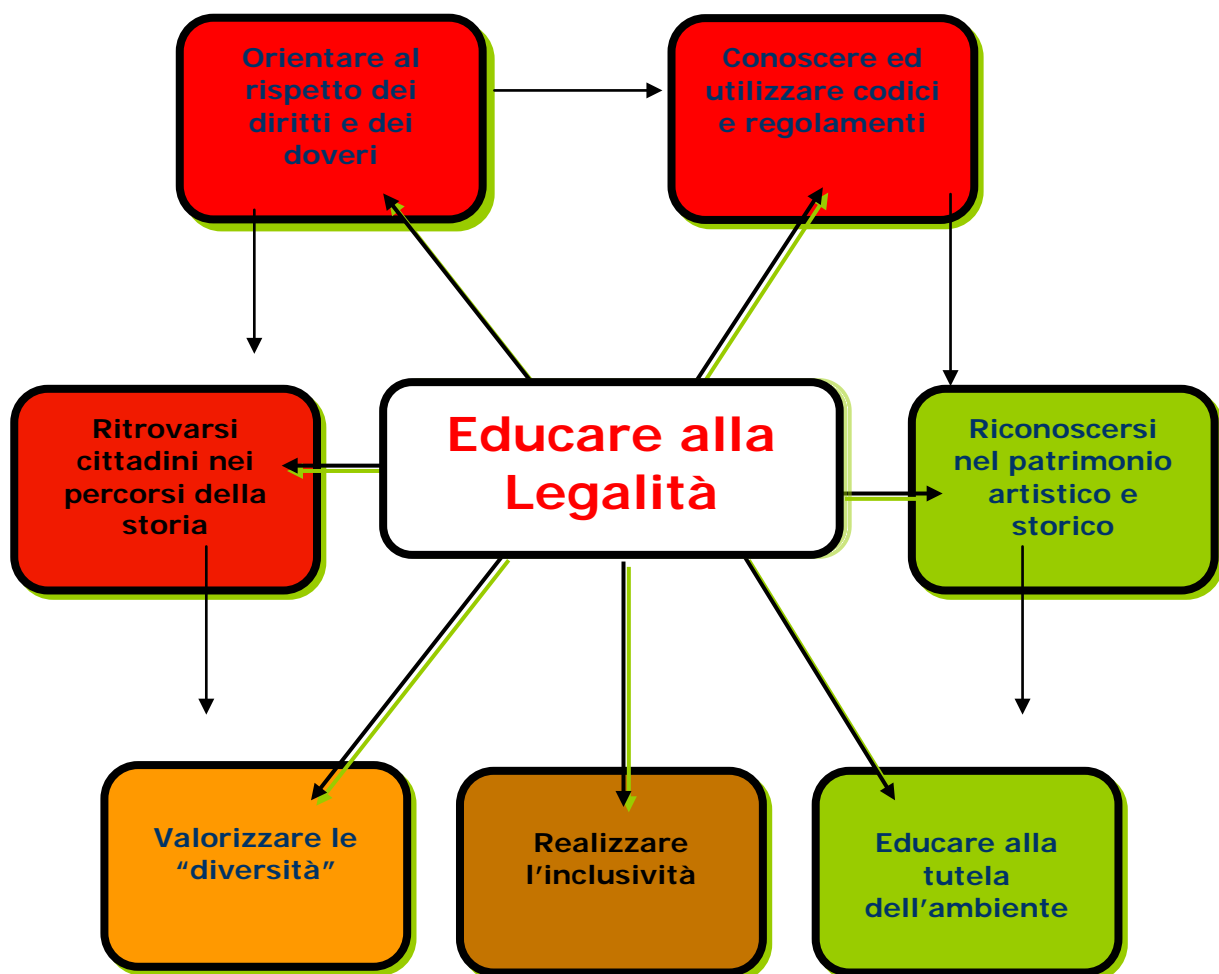 Orientare al
rispetto dei
diritti e dei
doveri
Conoscere ed
utilizzare codici
e regolamenti
Ritrovarsi
cittadini nei
percorsi della
storia
Educare alla
Legalità
Riconoscersi
nel patrimonio
artistico e
storico
Valorizzare le
“diversità”
Realizzare
l’inclusività
Educare alla
tutela
dell’ambiente